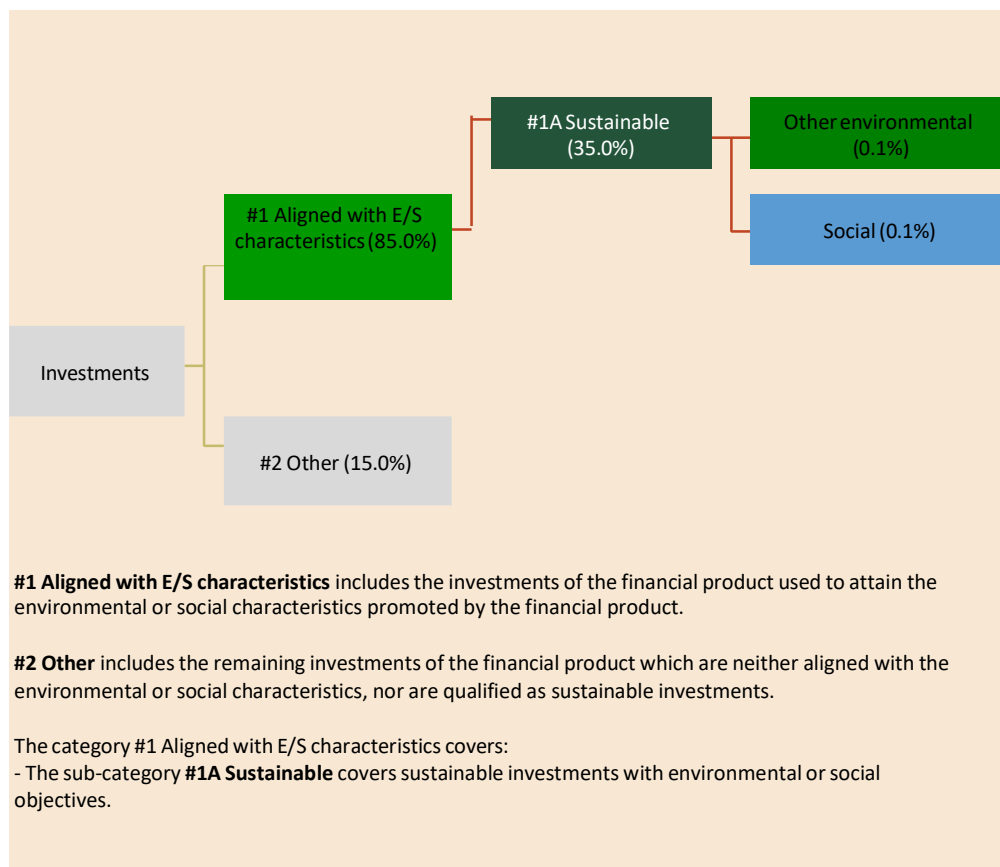 #1A Sustainable
(35.0%)
Other environmental
(0.1%)
#1 Aligned with E/S
characteristics (85.0%)
Social (0.1%)
Investments
#2 Other (15.0%)
#1 Aligned with E/S characteristics includes the investments of the financial product used to attain the
environmental or social characteristics promoted by the financial product.
#2 Other includes the remaining investments of the financial product which are neither aligned with the
environmental or social characteristics, nor are qualified as sustainable investments.
The category #1 Aligned with E/S characteristics covers:
- The sub-category #1A Sustainable covers sustainable investments with environmental or social
objectives.